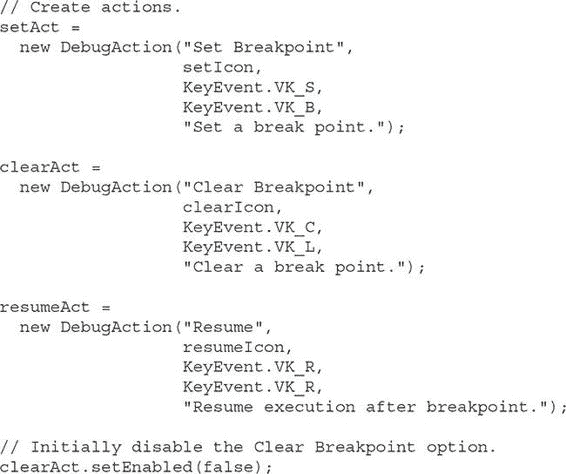 // Create actions.
setAct =
  new DebugAction("Set Breakpoint",
                  setIcon,
                  KeyEvent.VK_S,
                  KeyEvent.VK_B,
                  "Set a break point.");

clearAct =
  new DebugAction("Clear Breakpoint",
                  clearIcon,
                  KeyEvent.VK_C,
                  KeyEvent.VK_L,
                  "Clear a break point.");

resumeAct =
  new DebugAction("Resume",
                  resumeIcon,
                  KeyEvent.VK_R,
                  KeyEvent.VK_R,
                  "Resume execution after breakpoint.");

// Initially disable the Clear Breakpoint option.
clearAct.setEnabled(false);